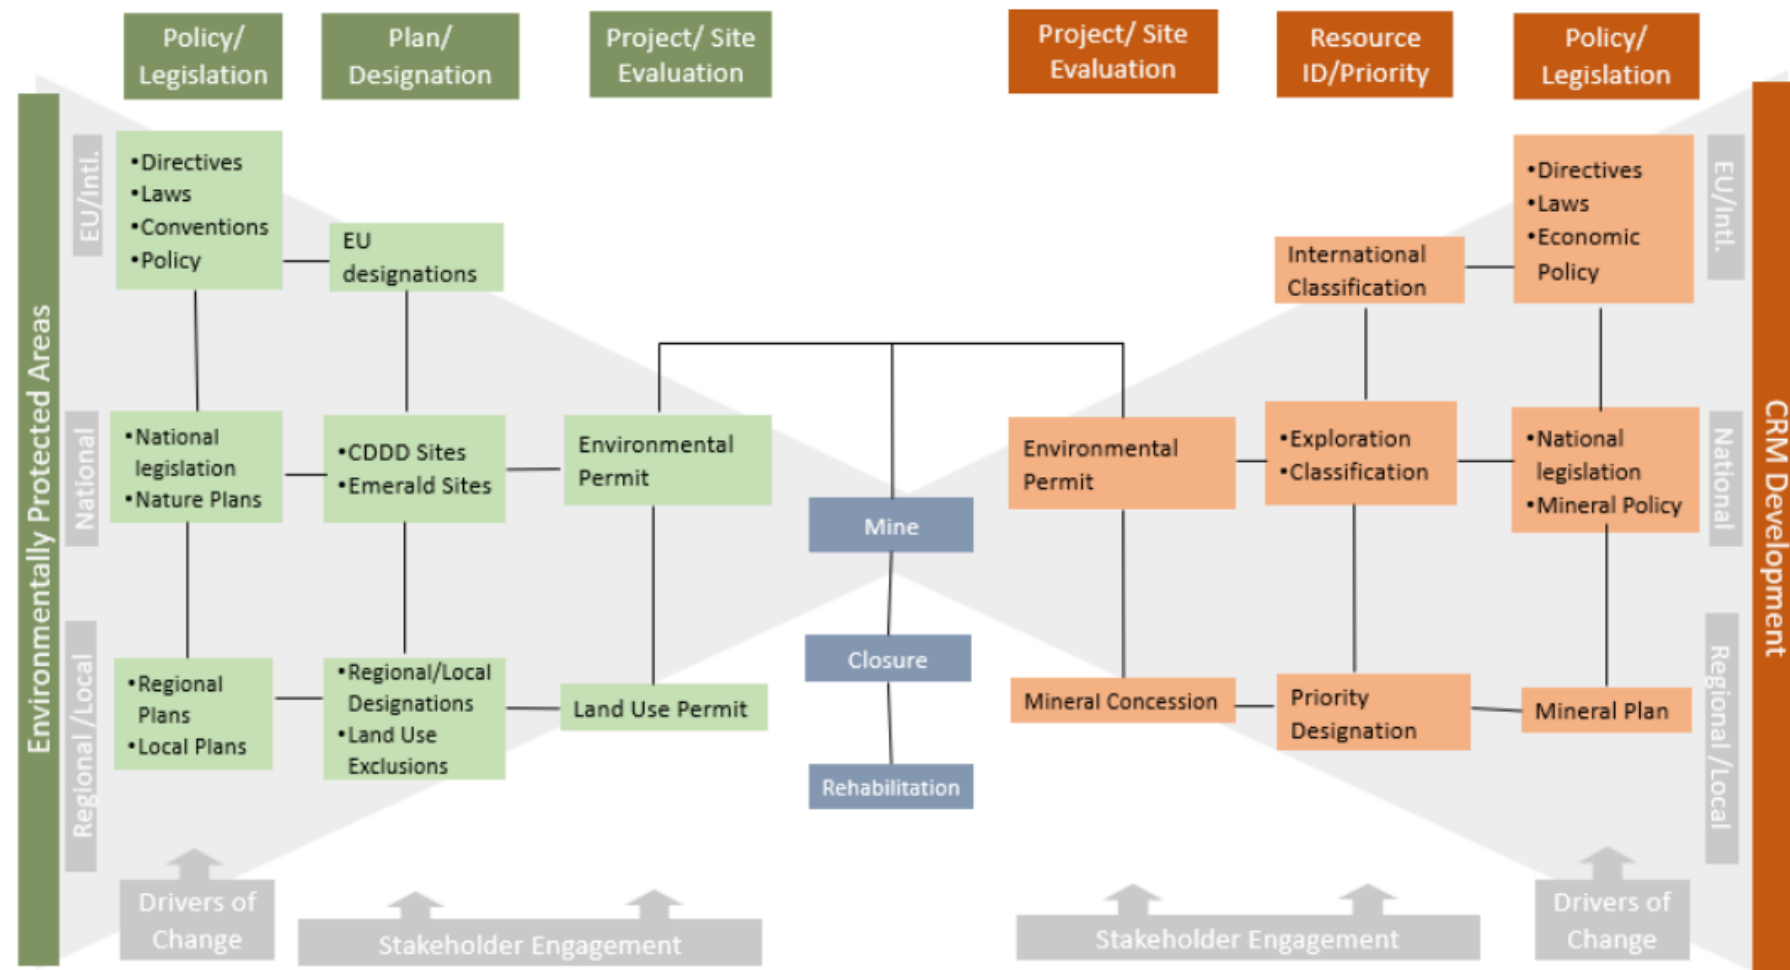 Policy/
Legislation
Plan/
Designation
Project/ Site
Evaluation
Project/ Site
Evaluation
Resource
ID/Priority
Policy/
Legislation
Environmentally Protected Areas
EU/Intl.
National
Regional /Local
•Directives
•Laws
•Conventions
•Policy
EU
designations
•National
legislation
•Nature Plans
•CDDD Sites
•Emerald Sites
Environmental
Permit
•Regional
Plans
•Local Plans
•Regional/Local
Designations
•Land Use
Exclusions
Land Use Permit
Mine
Closure
Rehabilitation
International
Classification
•Directives
•Laws
•Economic
Policy
Environmental
Permit
•Exploration
•Classification
•National
legislation
•Mineral Policy
Mineral Concession
Priority
Designation
Mineral Plan
EU/Intl.
National
Regional /Local
CRM Development
Drivers of
Change
Stakeholder Engagement
Stakeholder Engagement
Drivers of
Change